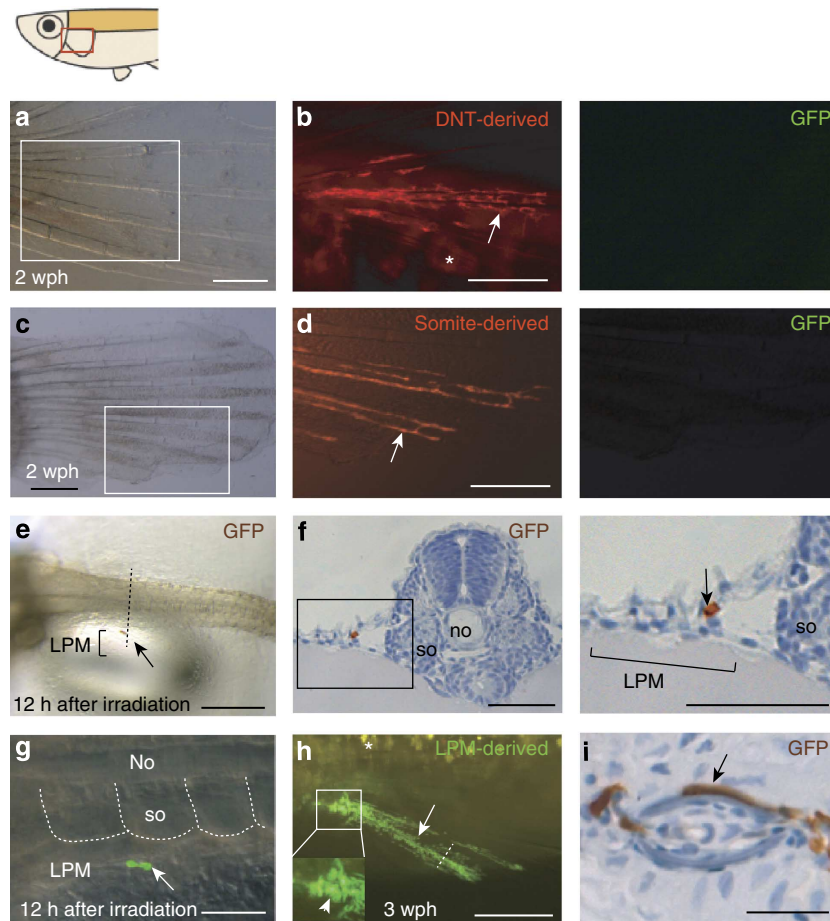 a
2 wph
b
DNT-derived
*
GFP
c
2 wph
d
Somite-derived
GFP
e
GFP
LPM
12 h after irradiation
f
GFP
no
so
so
LPM
g
No
so
LPM
12 h after irradiation
h
*
LPM-derived
3 wph
i
GFP